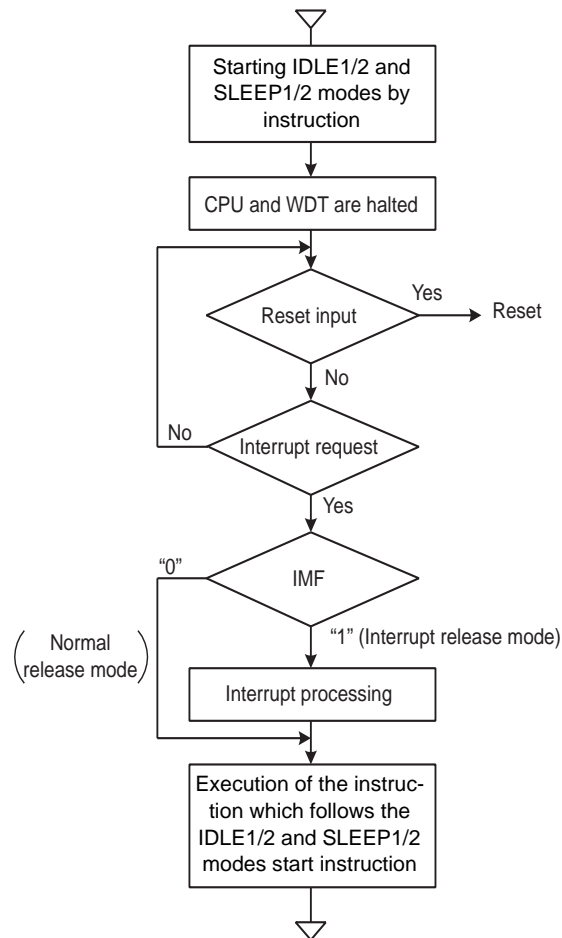 Starting IDLE1/2 and
SLEEP1/2 modes by
instruction
CPU and WDT are halted
Reset input
Yes
Reset
No
No
Interrupt request
Yes
“0”
IMF
(Normal
release mode)
“1” (Interrupt release mode)
Interrupt processing
Execution of the instruc-
tion which follows the
IDLE1/2 and SLEEP1/2
modes start instruction